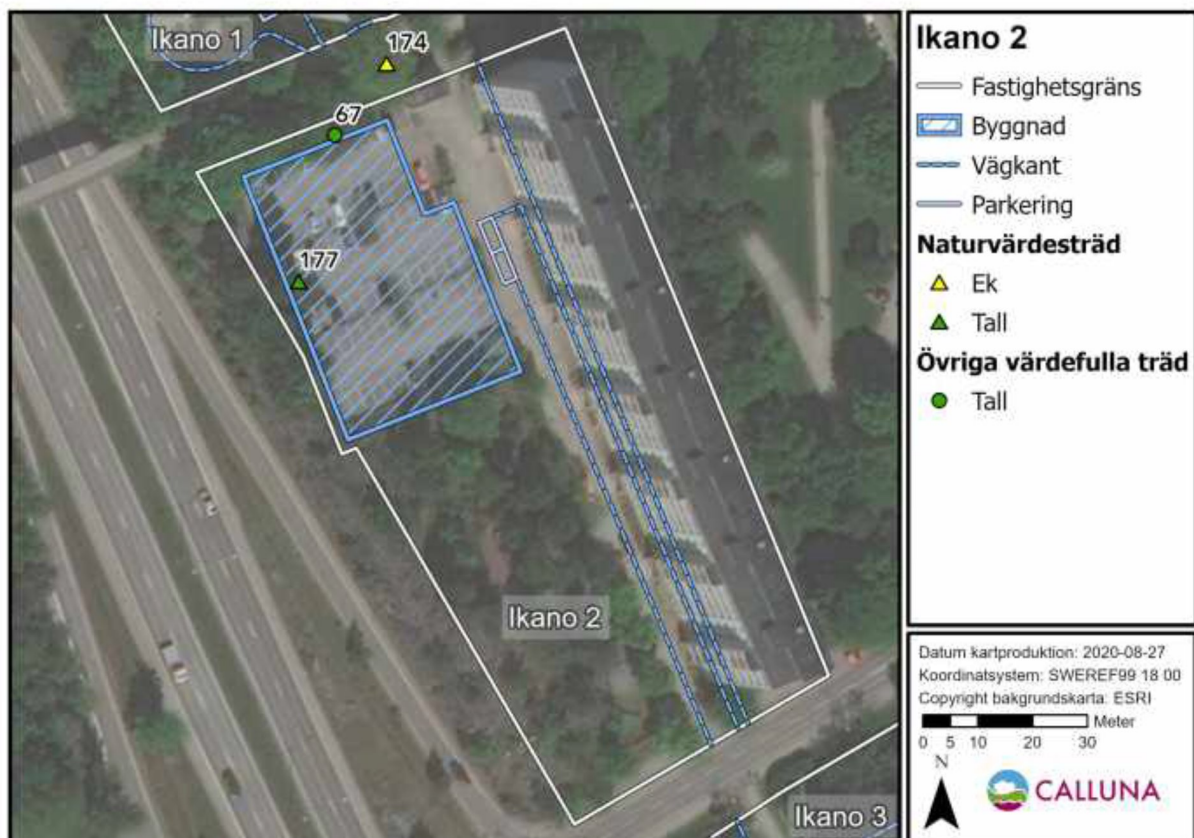 Ikano 1
174
67
177
Ikano 2
Ikano 3
Ikano 2
Fastighetsgräns
Byggnad
Vägkant
Parkering
Naturvärdesträd
Ek
Tall
Övriga värdefulla träd
Tall
Datum kartproduktion: 2020-08-27
Koordinatsystem: SWEREF99 18 00
Copyright bakgrundskarta: ESRI
Meter
0 5 10 20 30
N
CALLUNA